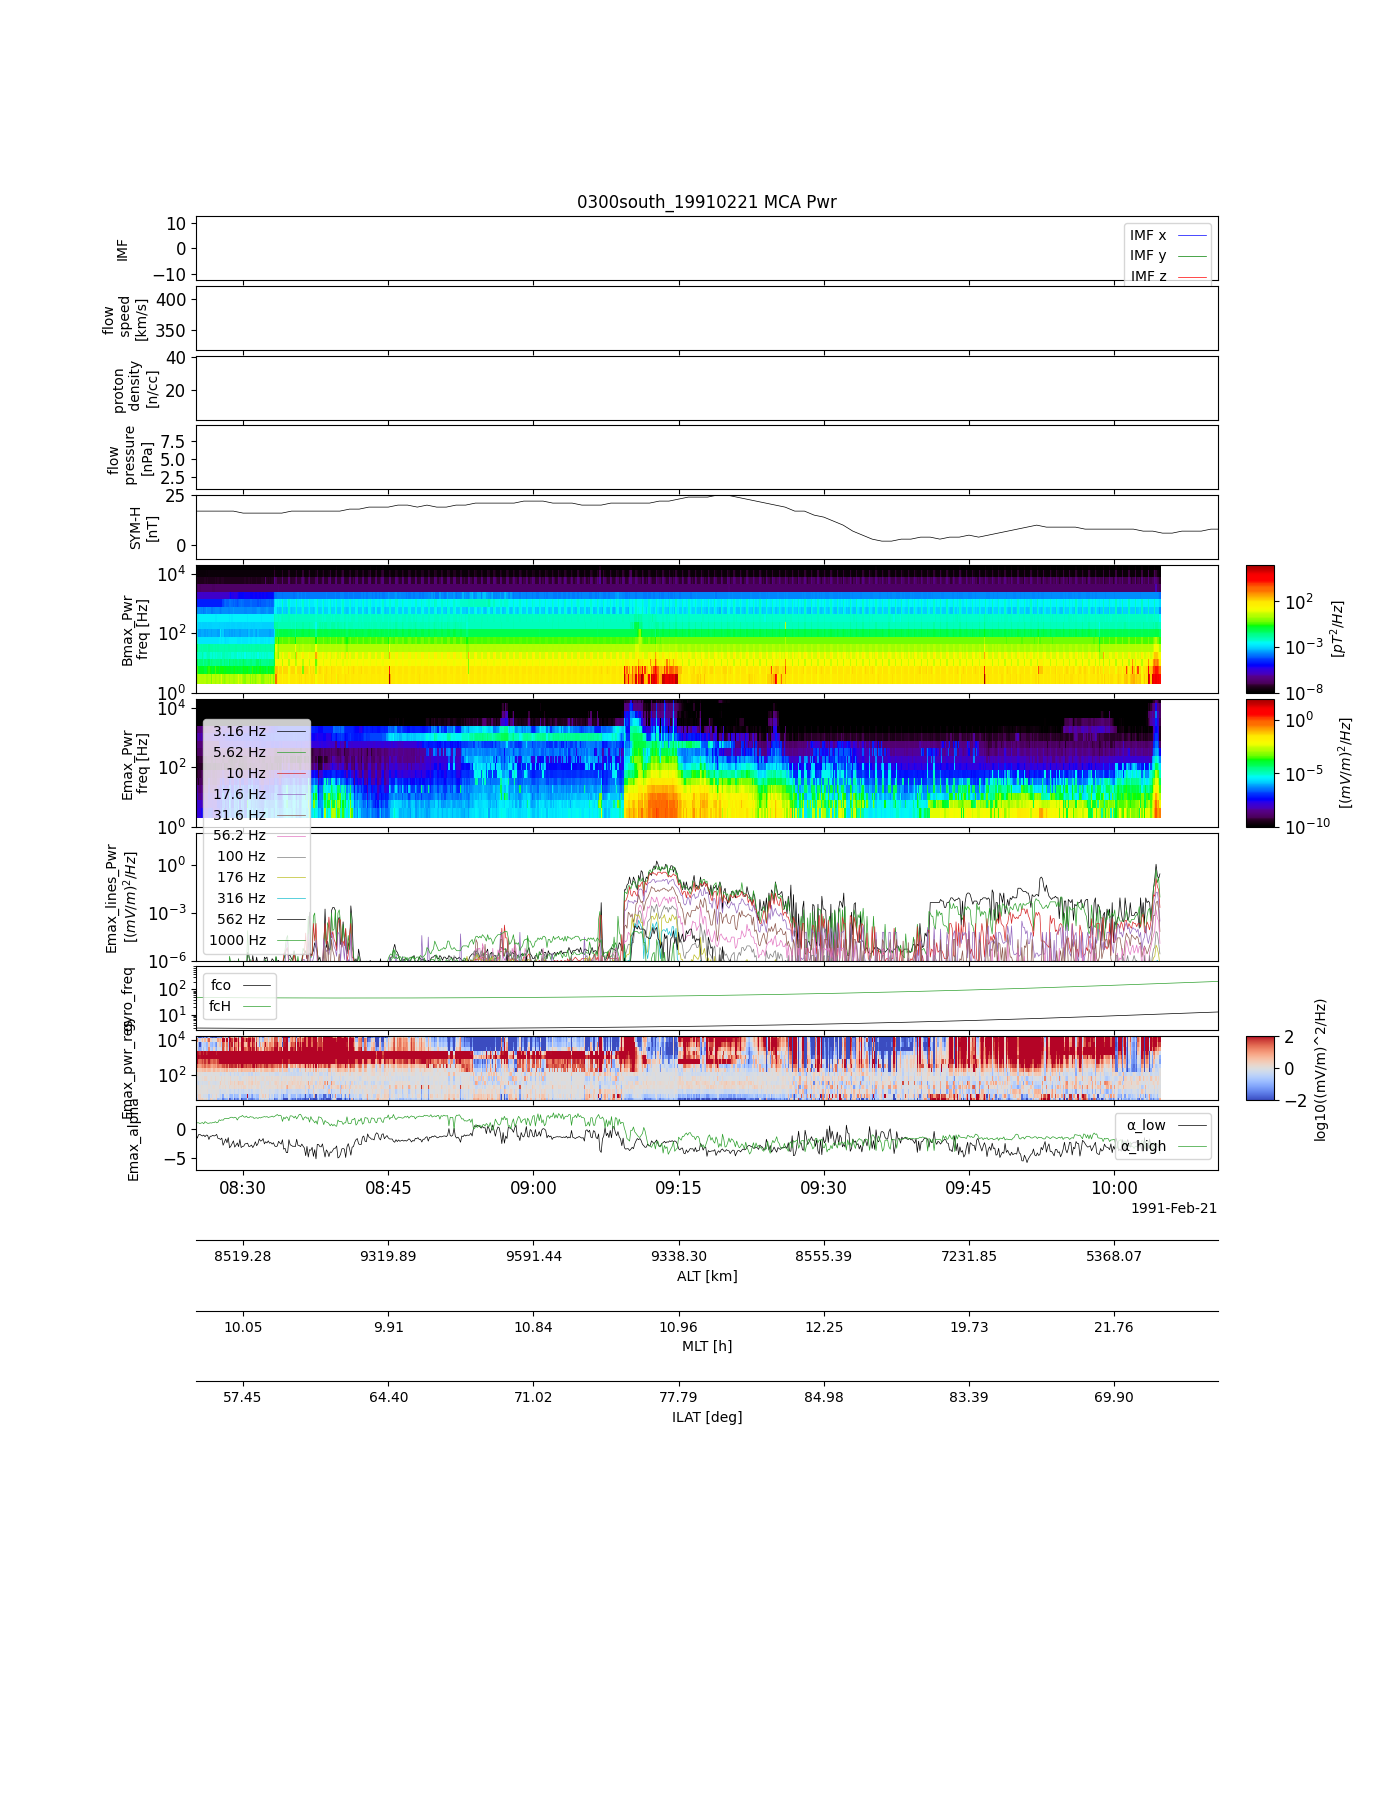 0300south_19910221 MCA Pwr
10
0
−10
IMF
IMF x
IMF y
IMF z
400
350
flow
speed
[km/s]
40
20
proton
density
[n/cc]
7.5
5.0
2.5
flow
pressure
[nPa]
25
0
SYM-H
[nT]
10^4
10^2
10^0
Bmax_Pwr
freq [Hz]
10^2
10^−3
10^−8
[pT^2/Hz]
10^4
10^2
10^0
Emax_Pwr
freq [Hz]
10^0
10^−5
10^−10
[(mV/m)^2/Hz]
3.16 Hz
5.62 Hz
10 Hz
17.6 Hz
31.6 Hz
56.2 Hz
100 Hz
176 Hz
316 Hz
562 Hz
1000 Hz
10^0
10^−3
10^−6
Emax_lines_Pwr
[(mV/m)^2/Hz]
10^2
10^1
gyro_freq
fco
fcH
10^4
10^2
Emax_pwr_reg
2
0
−2
log10((mV/m)^2/Hz)
0
−5
Emax_alpha
α_low
α_high
08:30 08:45 09:00 09:15 09:30 09:45 10:00
1991-Feb-21
8519.28 9319.89 9591.44 9338.30 8555.39 7231.85 5368.07
ALT [km]
10.05 9.91 10.84 10.96 12.25 19.73 21.76
MLT [h]
57.45 64.40 71.02 77.79 84.98 83.39 69.90
ILAT [deg]